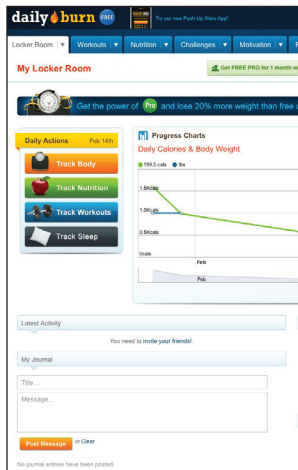 daily burn FREE
Try our new Push-Up Wars App!
Locker Room ▼ Workouts ▼ Nutrition ▼ Challenges ▼ Motivation ▼ F
My Locker Room
Get FREE PRO for 1 month w
Get the power of Pro and lose 20% more weight than free u
Daily Actions Feb 14th
Track Body
Track Nutrition
Track Workouts
Track Sleep
Progress Charts
Daily Calories & Body Weight
199.5 cals lbs
1.5Kcals
1.0Kcals
0.5Kcals
0cals
Feb
Feb
Latest Activity
You need to invite your friends!.
My Journal
Title...
Message...
Post Message or Clear
No journal entries have been posted.